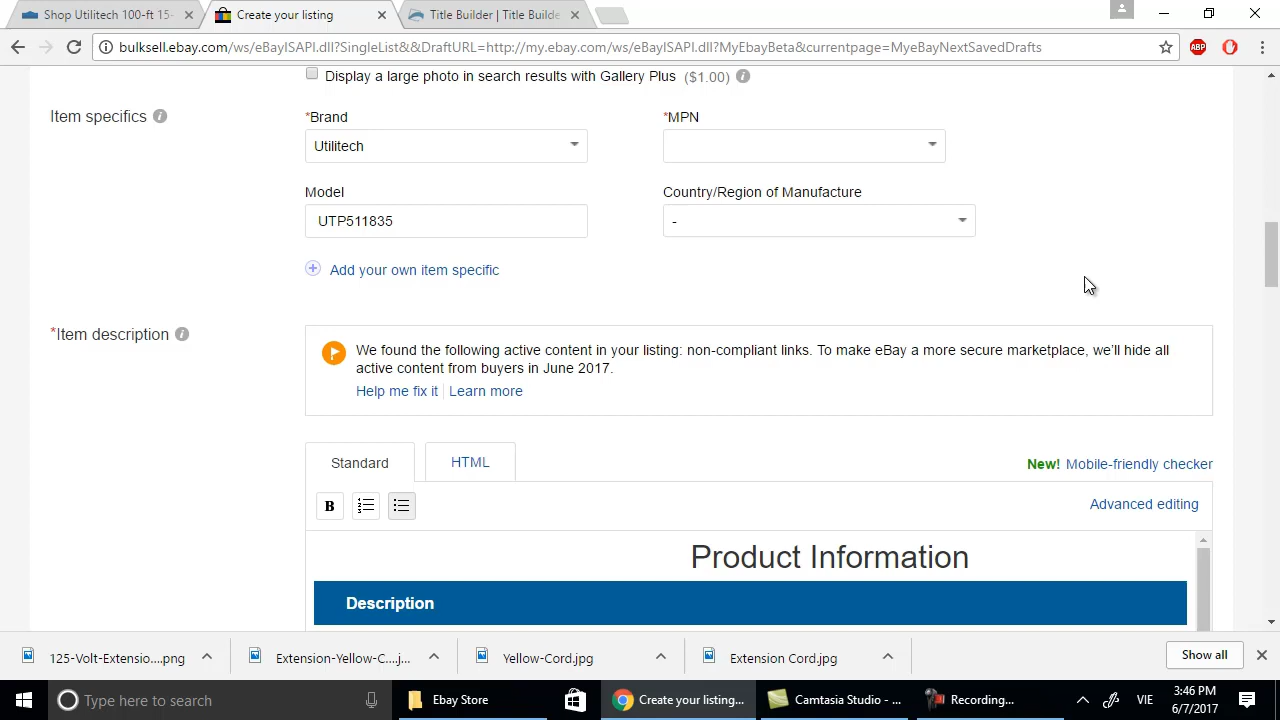 Shop Utilitech 100-ft 15-
Create your listing
Title Builder | Title Builde
bulksell.ebay.com/ws/eBayISAPI.dll?SingleList&&DraftURL=http://my.ebay.com/ws/eBayISAPI.dll?MyEbayBeta&currentpage=MyeBayNextSavedDrafts
ABP
Display a large photo in search results with Gallery Plus ($1.00)
Item specifics
*Brand
*MPN
Utilitech
Model
Country/Region of Manufacture
UTP511835
-
Add your own item specific
*Item description
We found the following active content in your listing: non-compliant links. To make eBay a more secure marketplace, we'll hide all
active content from buyers in June 2017.
Help me fix it | Learn more
Standard
HTML
New! Mobile-friendly checker
B
Advanced editing
Product Information
Description
125-Volt-Extensio....png
Extension-Yellow-C....j...
Yellow-Cord.jpg
Extension Cord.jpg
Show all
Type here to search
Ebay Store
Create your listing...
Camtasia Studio - ...
Recording...
VIE
3:46 PM
6/7/2017